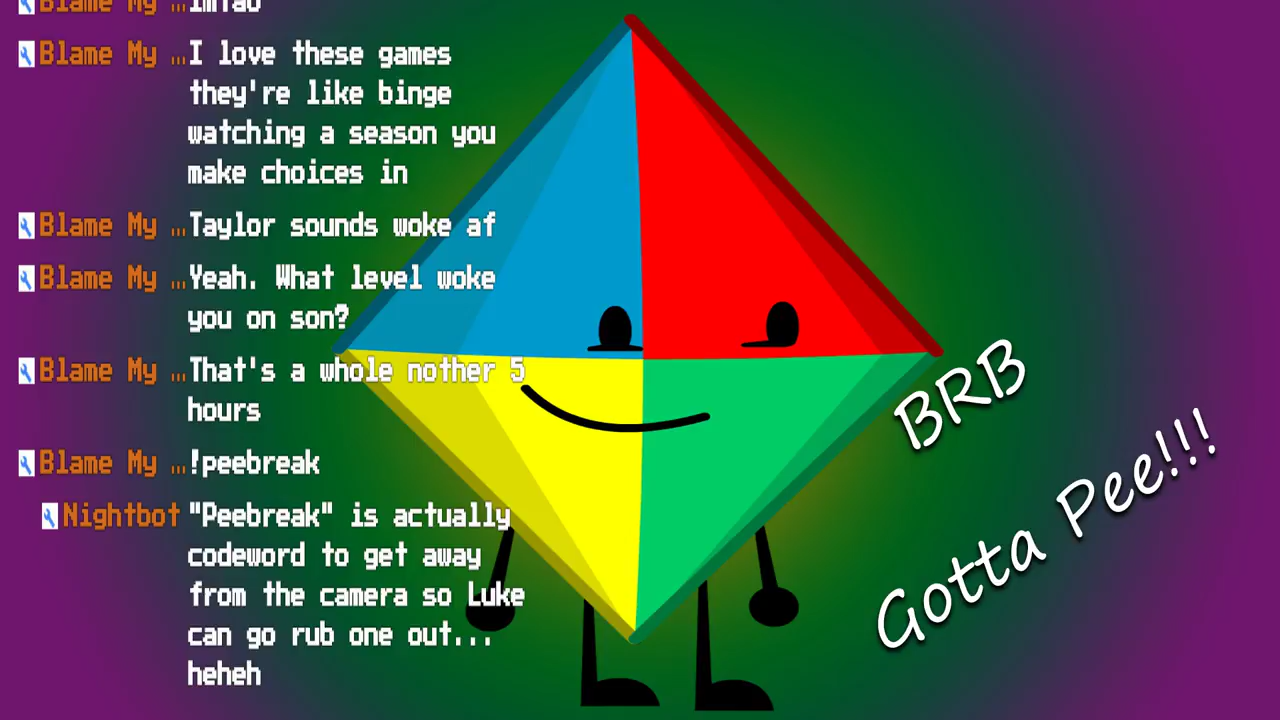 Blame My ...lmfao
Blame My ...I love these games
they're like binge
watching a season you
make choices in
Blame My ...Taylor sounds woke af
Blame My ...Yeah. What level woke
you on son?
Blame My ...That's a whole nother 5
hours
Blame My ...!peebreak
Nightbot "Peebreak" is actually
codeword to get away
from the camera so Luke
can go rub one out...
heheh
BRB
Gotta Pee!!!